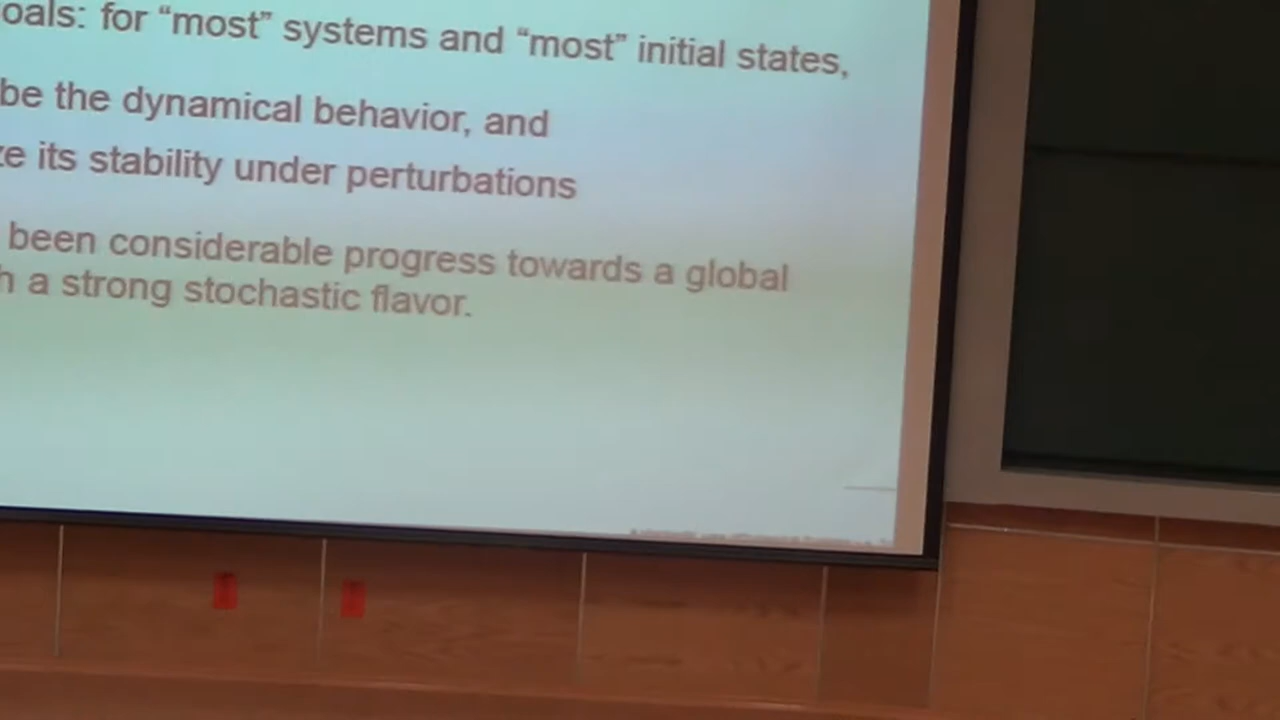 oals: for “most” systems and “most” initial states,
be the dynamical behavior, and
ze its stability under perturbations
been considerable progress towards a global
h a strong stochastic flavor.